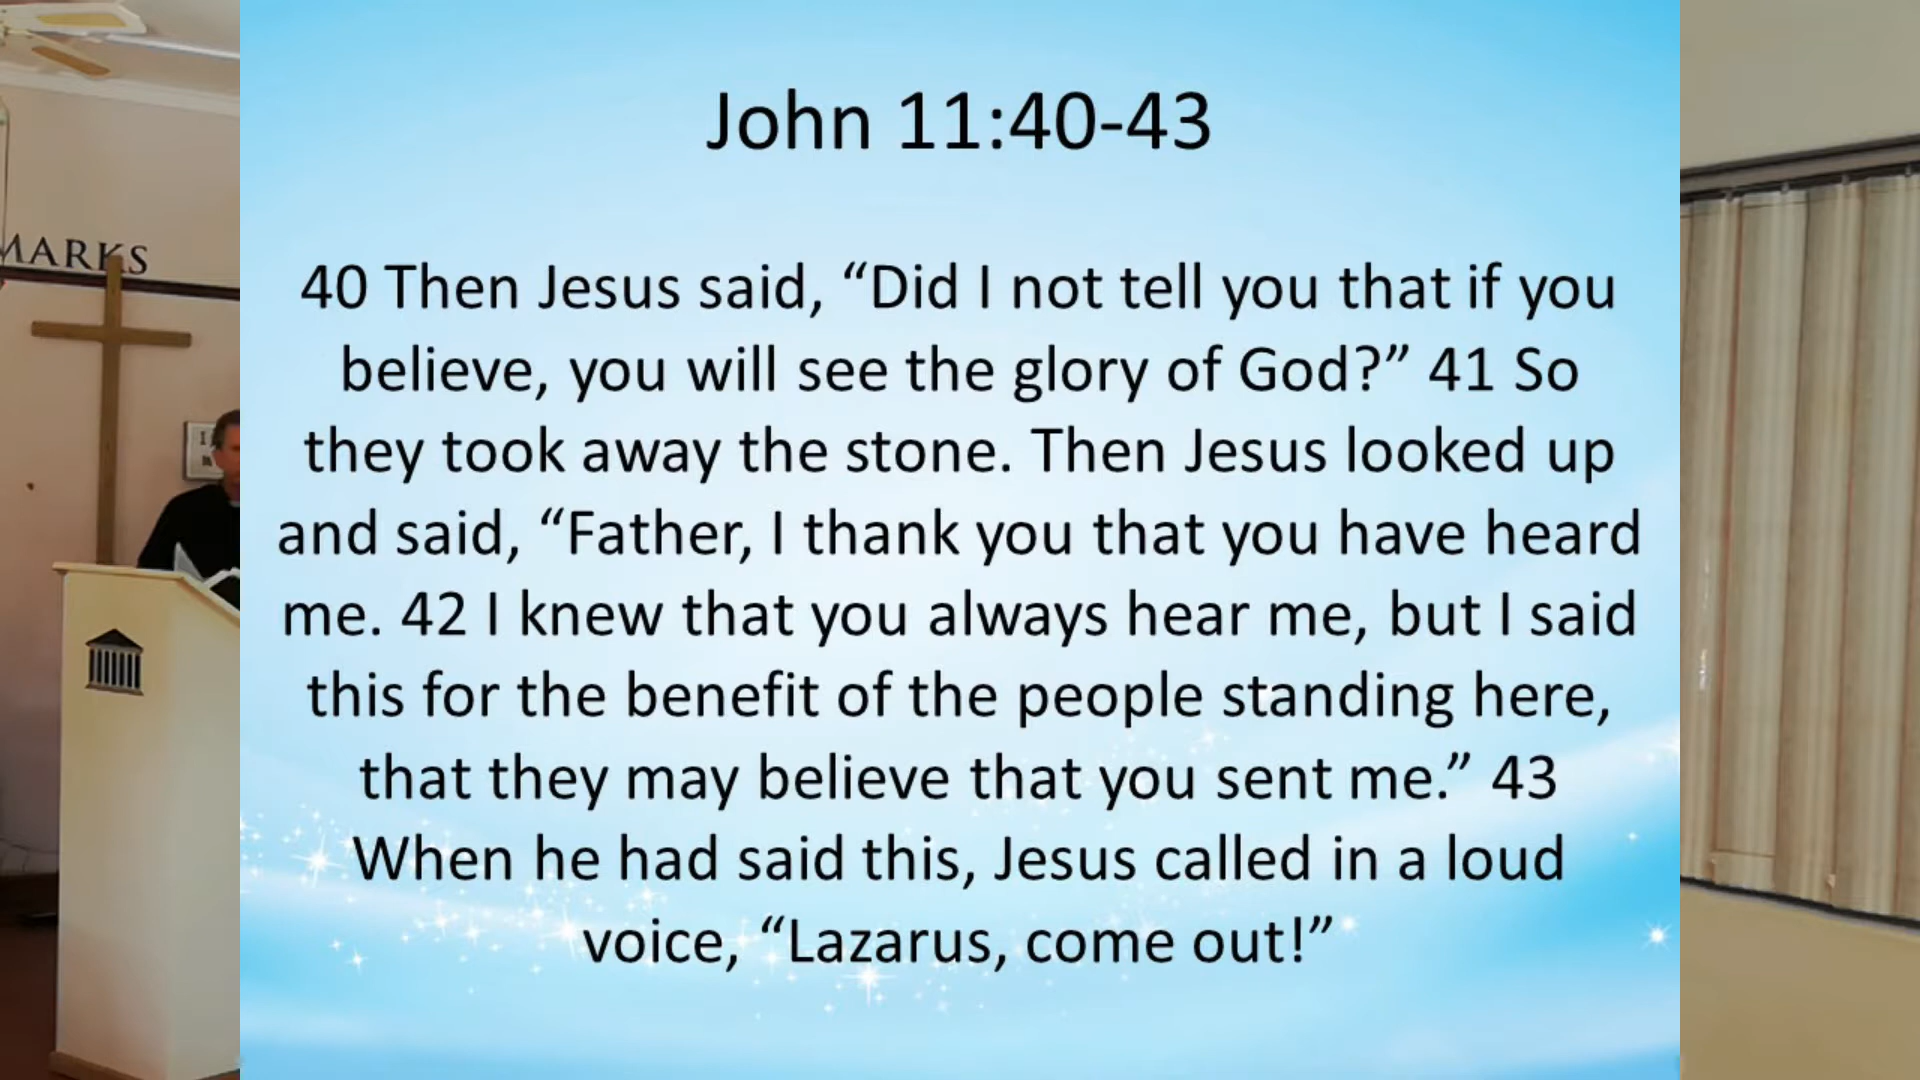 John 11:40-43
40 Then Jesus said, “Did I not tell you that if you
believe, you will see the glory of God?” 41 So
they took away the stone. Then Jesus looked up
and said, “Father, I thank you that you have heard
me. 42 I knew that you always hear me, but I said
this for the benefit of the people standing here,
that they may believe that you sent me.” 43
When he had said this, Jesus called in a loud
voice, “Lazarus, come out!”
MARKS